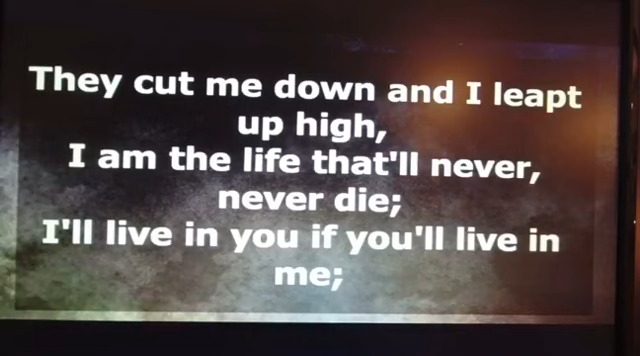 They cut me down and I leapt
up high,
I am the life that'll never,
never die;
I'll live in you if you'll live in
me;